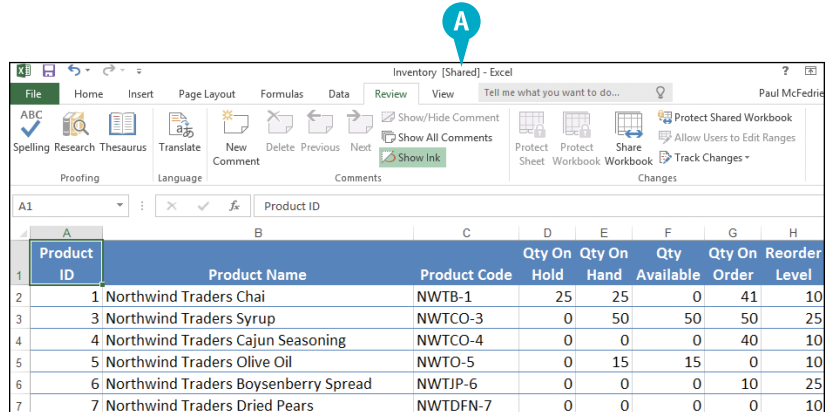 A
Inventory [Shared] - Excel
?
File Home Insert Page Layout Formulas Data Review View Tell me what you want to do... Paul McFedrie
ABC
Spelling Research Thesaurus Translate New Comment Delete Previous Next Show/Hide Comment
Show All Comments
Show Ink
Protect Sheet Protect Workbook Share Workbook Protect Shared Workbook
Allow Users to Edit Ranges
Track Changes
Proofing Language Comments Changes
A1 fx Product ID
A B C D E F G H
1 Product ID Product Name Product Code Qty On Hold Qty On Hand Qty Available Qty On Order Reorder Level
2 1 Northwind Traders Chai NWTB-1 25 25 0 41 10
3 3 Northwind Traders Syrup NWTCO-3 0 50 50 50 25
4 4 Northwind Traders Cajun Seasoning NWTCO-4 0 0 0 40 10
5 5 Northwind Traders Olive Oil NWTO-5 0 15 15 0 10
6 6 Northwind Traders Boysenberry Spread NWTJP-6 0 0 0 10 25
7 7 Northwind Traders Dried Pears NWTDFN-7 0 0 0 0 10